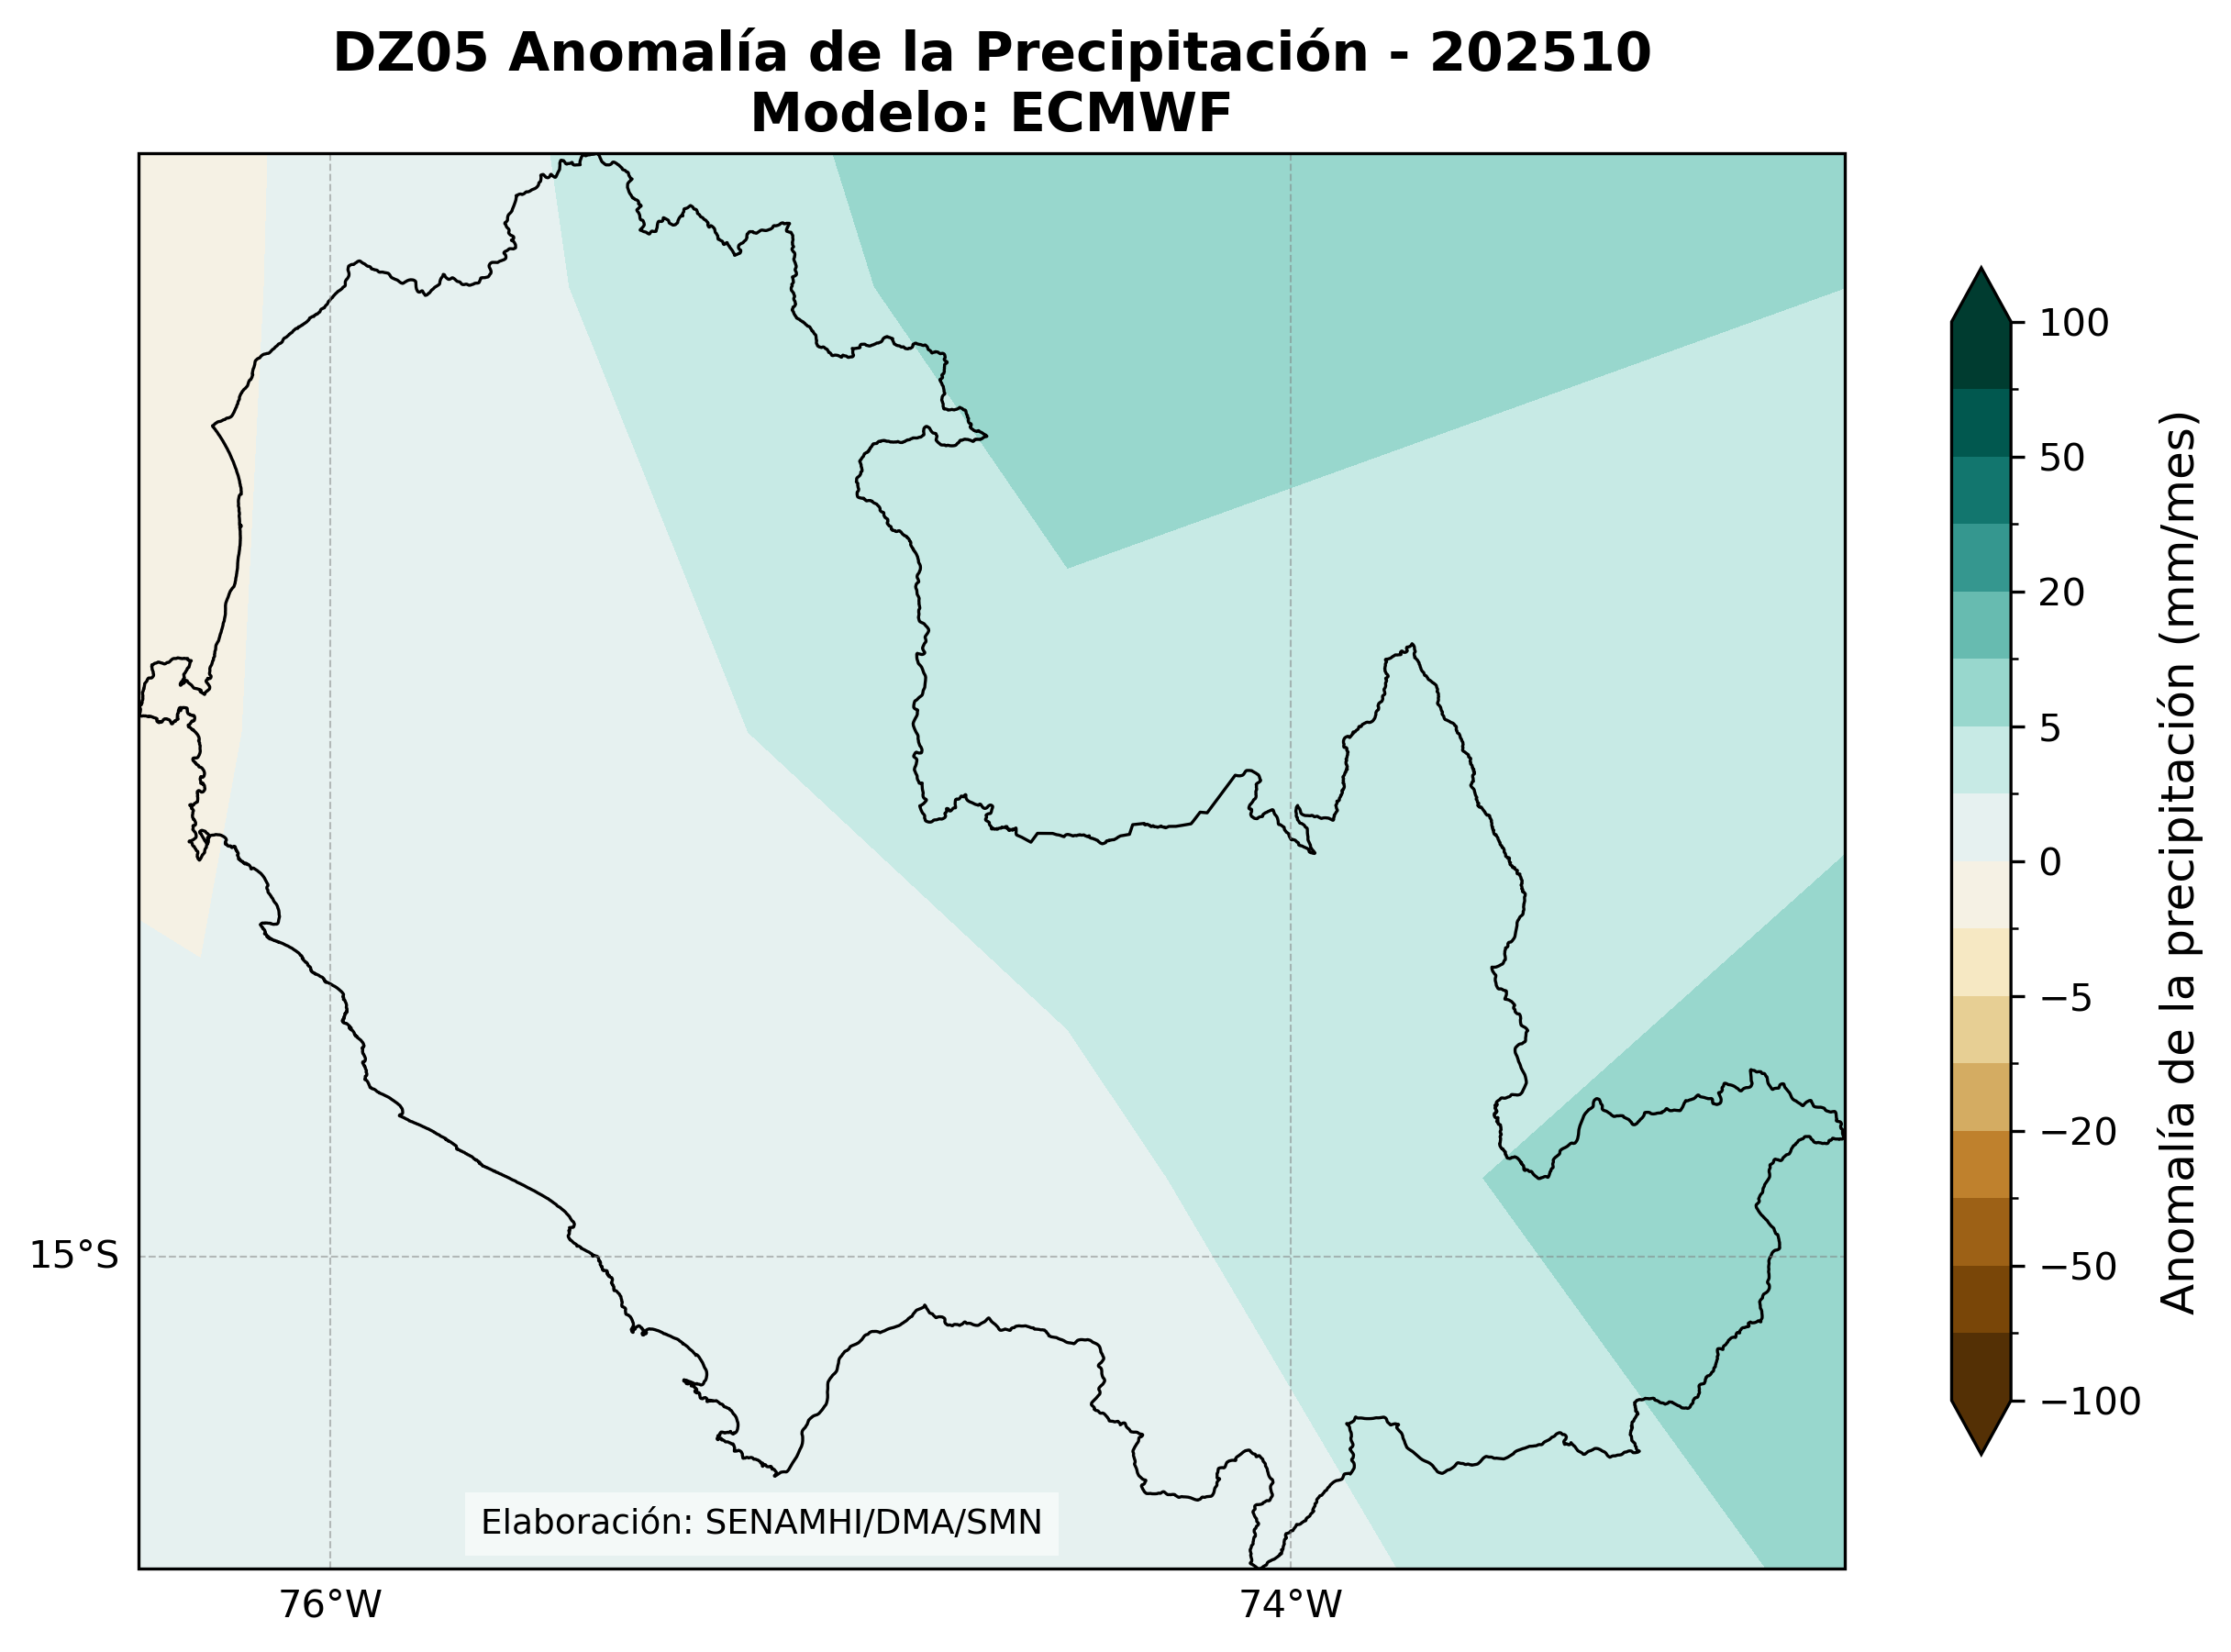 DZ05 Anomalía de la Precipitación - 202510
Modelo: ECMWF
100
50
20
5
0
−5
−20
−50
−100
Anomalía de la precipitación (mm/mes)
15°S
Elaboración: SENAMHI/DMA/SMN
76°W
74°W